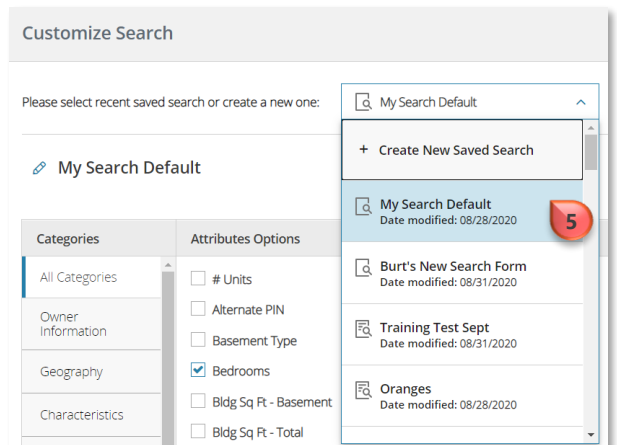 Customize Search
Please select recent saved search or create a new one:
My Search Default
+ Create New Saved Search
My Search Default
My Search Default
Date modified: 08/28/2020
5
Burt's New Search Form
Date modified: 08/31/2020
Training Test Sept
Date modified: 08/31/2020
Oranges
Date modified: 08/28/2020
Categories
Attributes Options
All Categories
Owner
Information
Geography
Characteristics
# Units
Alternate PIN
Basement Type
Bedrooms
Bldg Sq Ft - Basement
Bldg Sq Ft - Total